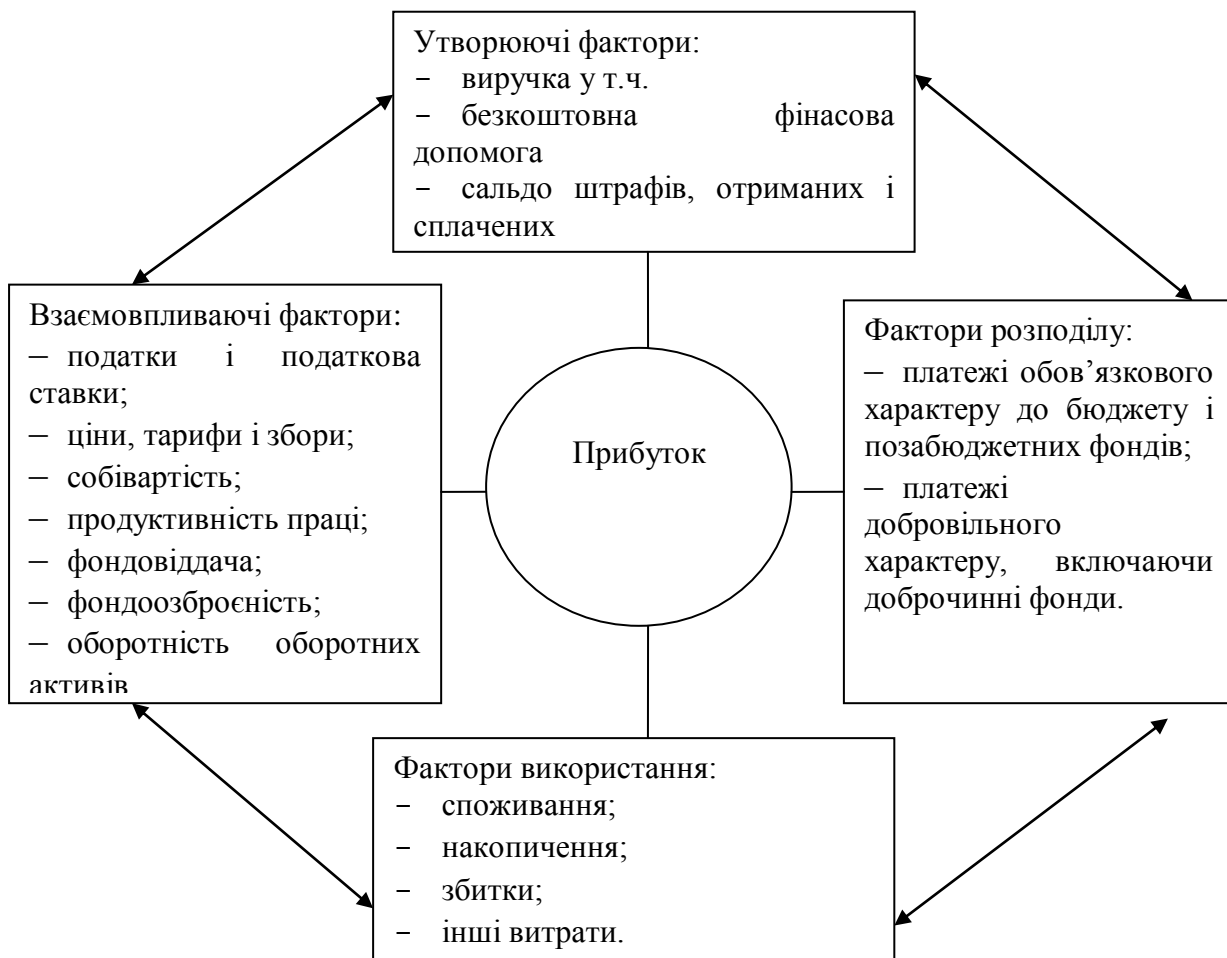 Утворюючі фактори:
− виручка у т.ч.
− безкоштовна фінасова
допомога
− сальдо штрафів, отриманих і
сплачених
Взаємовпливаючі фактори:
− податки і податкова
ставки;
− ціни, тарифи і збори;
− собівартість;
− продуктивність праці;
− фондовіддача;
− фондоозброєність;
− оборотність оборотних
активів
Прибуток
Фактори розподілу:
− платежі обов’язкового
характеру до бюджету і
позабюджетних фондів;
− платежі
добровільного
характеру, включаючи
доброчинні фонди.
Фактори використання:
− споживання;
− накопичення;
− збитки;
− інші витрати.